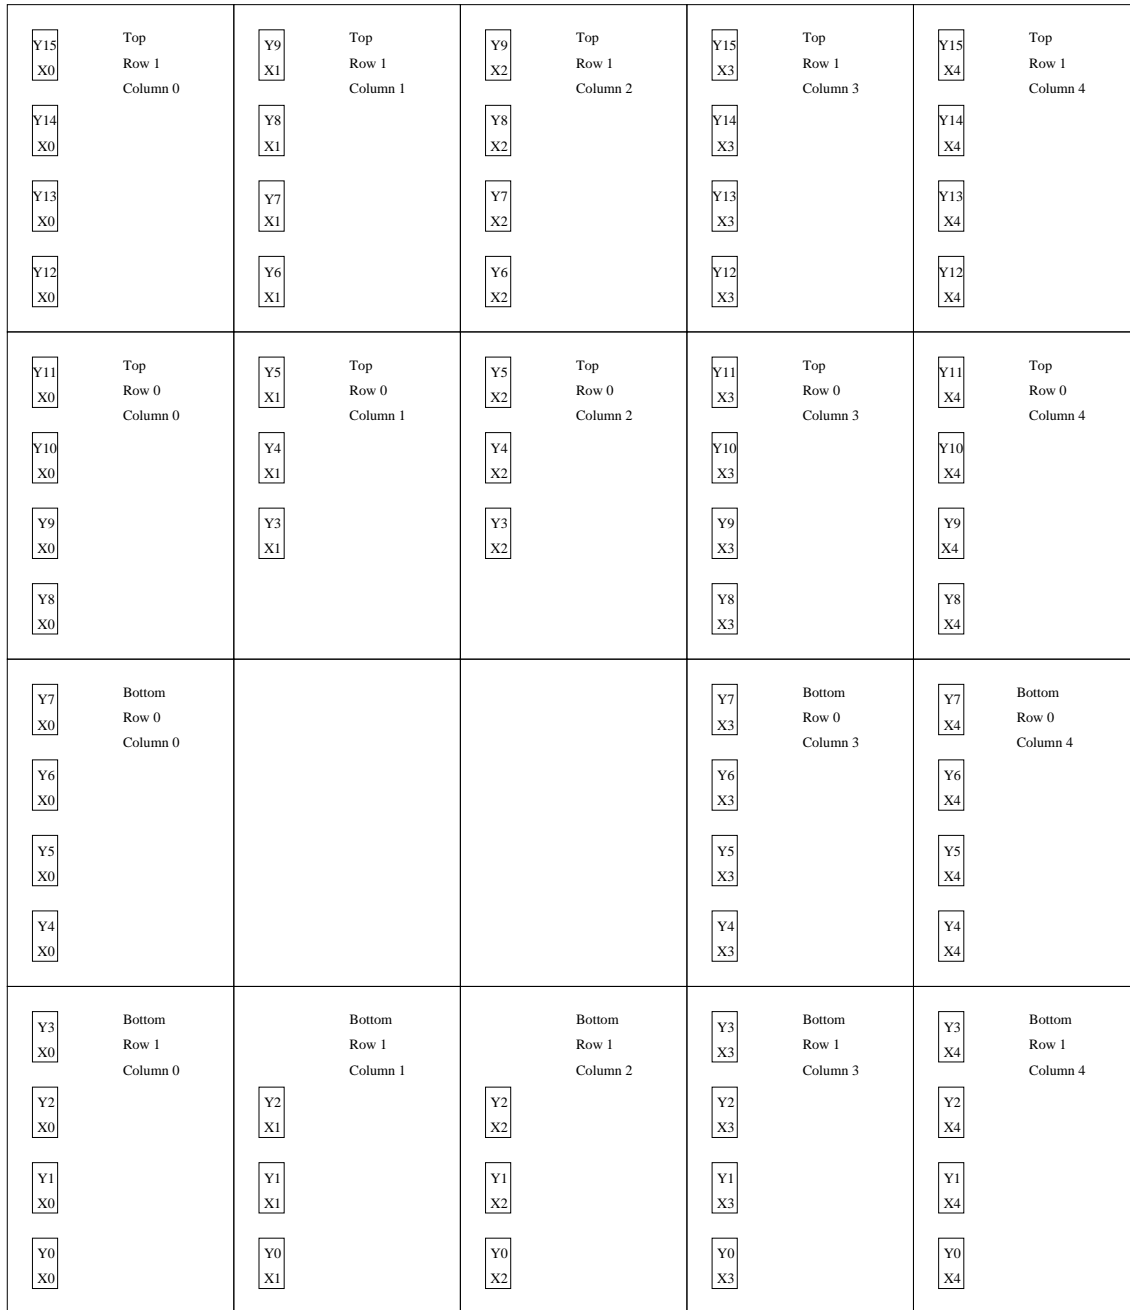 Y15
X0
Top
Row 1
Column 0
Y14
X0
Y13
X0
Y12
X0
Y9
X1
Top
Row 1
Column 1
Y8
X1
Y7
X1
Y6
X1
Y9
X2
Top
Row 1
Column 2
Y8
X2
Y7
X2
Y6
X2
Y15
X3
Top
Row 1
Column 3
Y14
X3
Y13
X3
Y12
X3
Y15
X4
Top
Row 1
Column 4
Y14
X4
Y13
X4
Y12
X4
Y11
X0
Top
Row 0
Column 0
Y10
X0
Y9
X0
Y8
X0
Y5
X1
Top
Row 0
Column 1
Y4
X1
Y3
X1
Y5
X2
Top
Row 0
Column 2
Y4
X2
Y3
X2
Y11
X3
Top
Row 0
Column 3
Y10
X3
Y9
X3
Y8
X3
Y11
X4
Top
Row 0
Column 4
Y10
X4
Y9
X4
Y8
X4
Y7
X0
Bottom
Row 0
Column 0
Y6
X0
Y5
X0
Y4
X0
Y7
X3
Bottom
Row 0
Column 3
Y6
X3
Y5
X3
Y4
X3
Y7
X4
Bottom
Row 0
Column 4
Y6
X4
Y5
X4
Y4
X4
Y3
X0
Bottom
Row 1
Column 0
Y2
X0
Y1
X0
Y0
X0
Bottom
Row 1
Column 1
Y2
X1
Y1
X1
Y0
X1
Bottom
Row 1
Column 2
Y2
X2
Y1
X2
Y0
X2
Y3
X3
Bottom
Row 1
Column 3
Y2
X3
Y1
X3
Y0
X3
Y3
X4
Bottom
Row 1
Column 4
Y2
X4
Y1
X4
Y0
X4